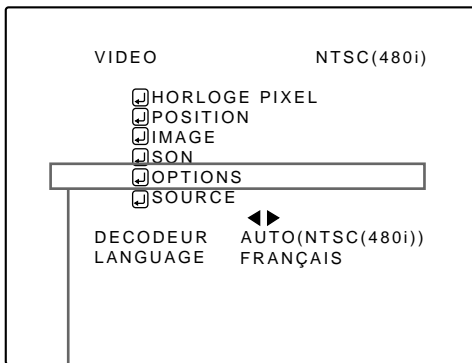 VIDEO NTSC(480i)
HORLOGE PIXEL
POSITION
IMAGE
SON
OPTIONS
SOURCE
DECODEUR AUTO(NTSC(480i))
LANGUAGE FRANÇAIS